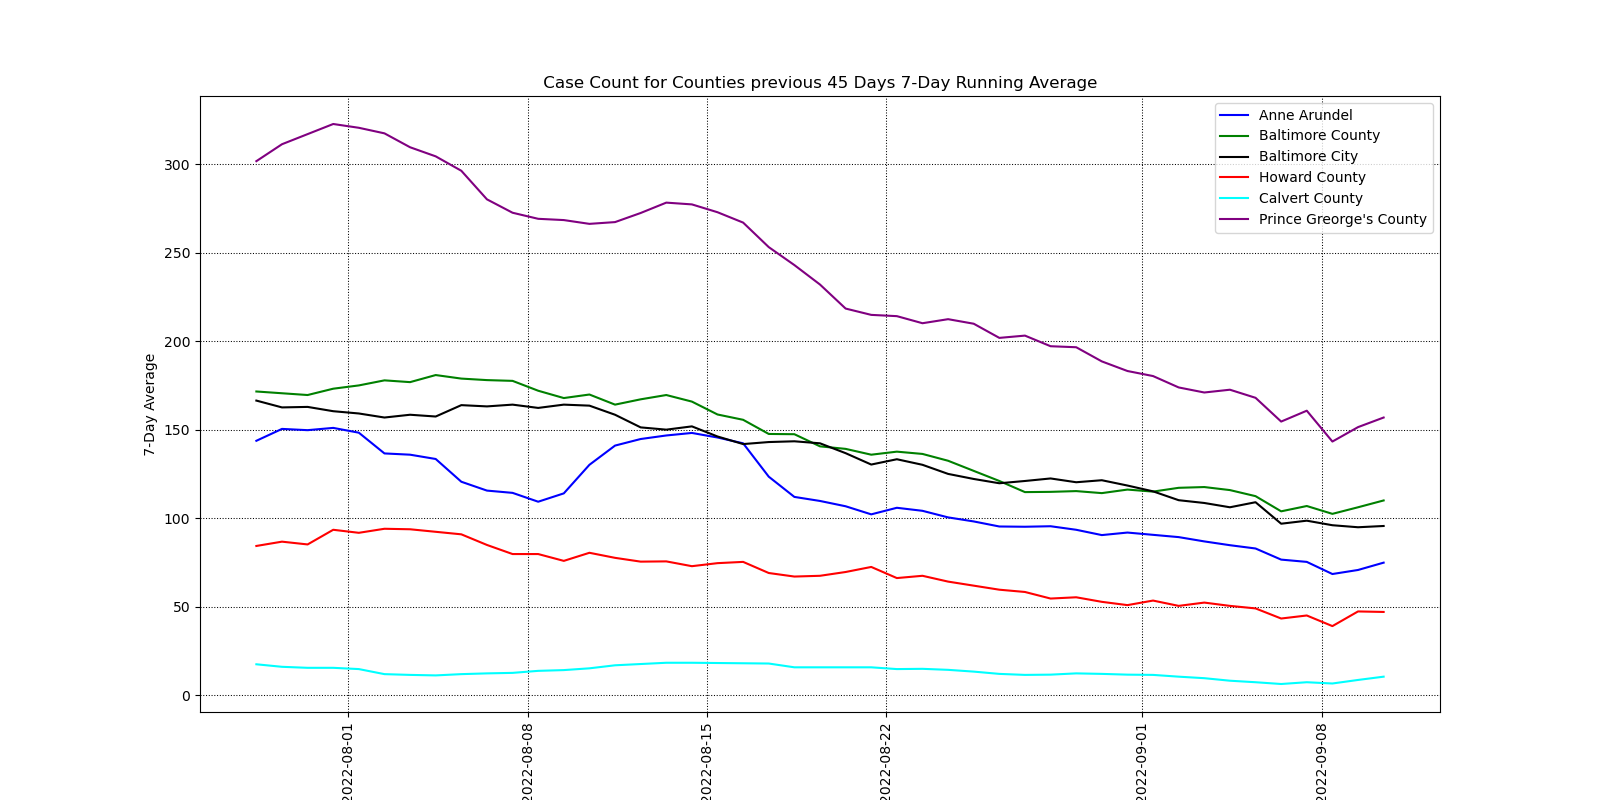 Case Count for Counties previous 45 Days 7-Day Running Average
Anne Arundel
Baltimore County
Baltimore City
Howard County
Calvert County
Prince Greorge's County
7-Day Average
300
250
200
150
100
50
0
2022-08-01
2022-08-08
2022-08-15
2022-08-22
2022-09-01
2022-09-08